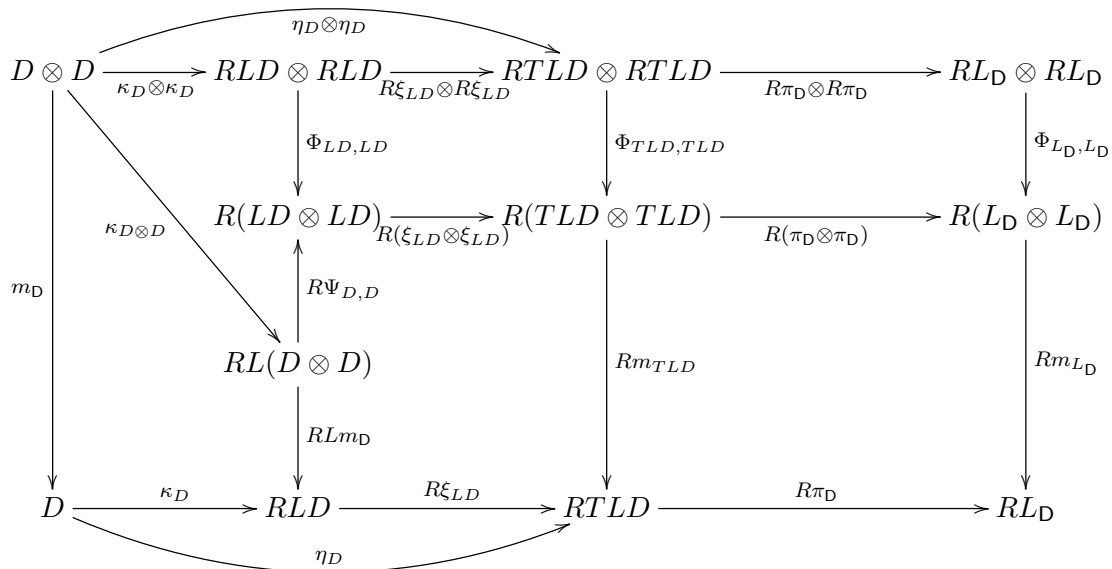 η_D⊗η_D
D ⊗ D RLD ⊗ RLD RTLD ⊗ RTLD RL_𝖣 ⊗ RL_𝖣
κ_D⊗κ_D Rξ_{LD}⊗Rξ_{LD} Rπ_𝖣⊗Rπ_𝖣
Φ_{LD,LD} Φ_{TLD,TLD} Φ_{L_𝖣,L_𝖣}
R(LD ⊗ LD) R(TLD ⊗ TLD) R(L_𝖣 ⊗ L_𝖣)
κ_{D⊗D} R(ξ_{LD}⊗ξ_{LD}) R(π_𝖣⊗π_𝖣)
m_𝖣 RΨ_{D,D}
RL(D ⊗ D) Rm_{TLD} Rm_{L_𝖣}
RLm_𝖣
κ_D Rξ_{LD} Rπ_𝖣
D RLD RTLD RL_𝖣
η_D